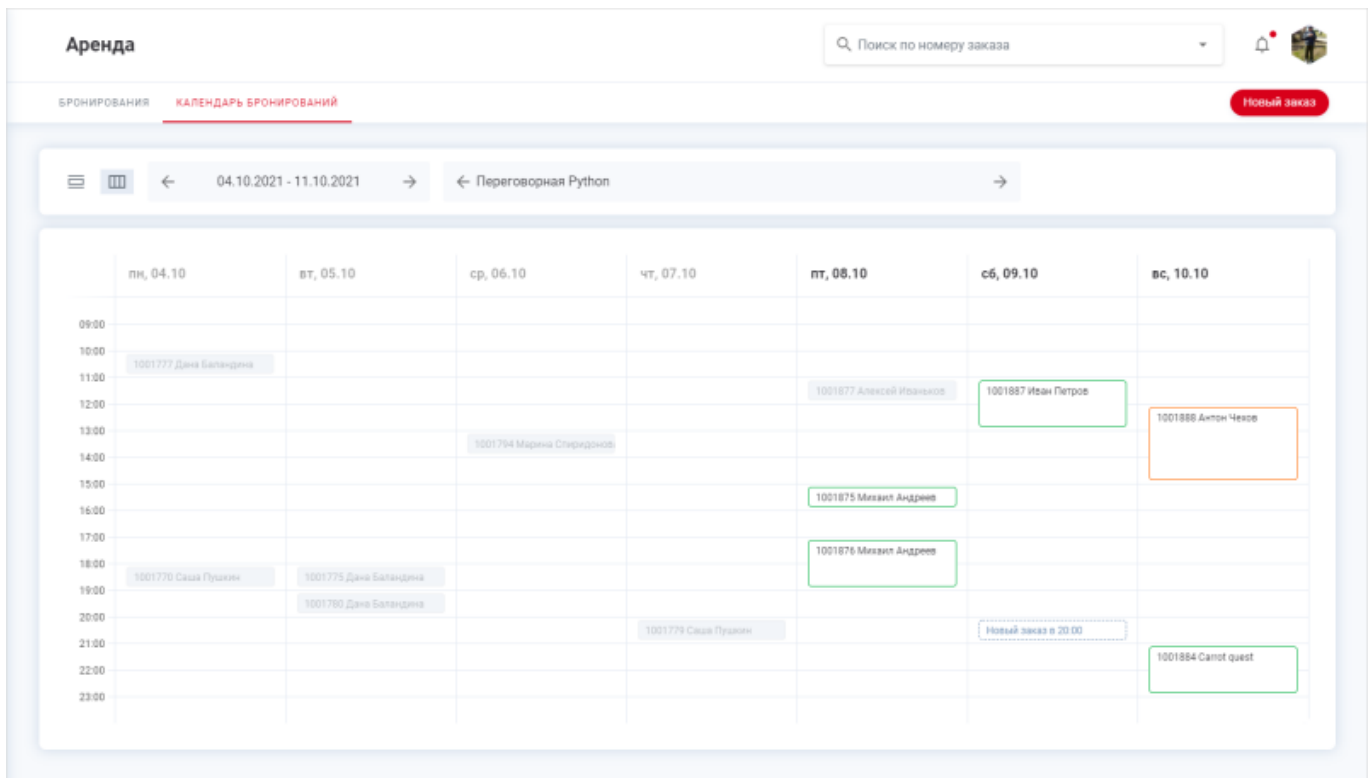 Аренда
Поиск по номеру заказа
БРОНИРОВАНИЯ КАЛЕНДАРЬ БРОНИРОВАНИЙ Новый заказ
04.10.2021 - 11.10.2021 Переговорная Python
пн, 04.10 вт, 05.10 ср, 06.10 чт, 07.10 пт, 08.10 сб, 09.10 вс, 10.10
09:00
10:00
1001777 Дана Баландина
11:00
1001877 Алексей Иваньков 1001887 Иван Петров
12:00
1001888 Антон Чехов
13:00
1001794 Марина Спиридонов
14:00
15:00
1001875 Михаил Андреев
16:00
17:00
1001876 Михаил Андреев
18:00
1001770 Саша Пушкин 1001775 Дана Баландина
19:00
1001780 Дана Баландина
20:00
1001779 Саша Пушкин Новый заказ в 20:00
21:00
1001884 Carrot quest
22:00
23:00